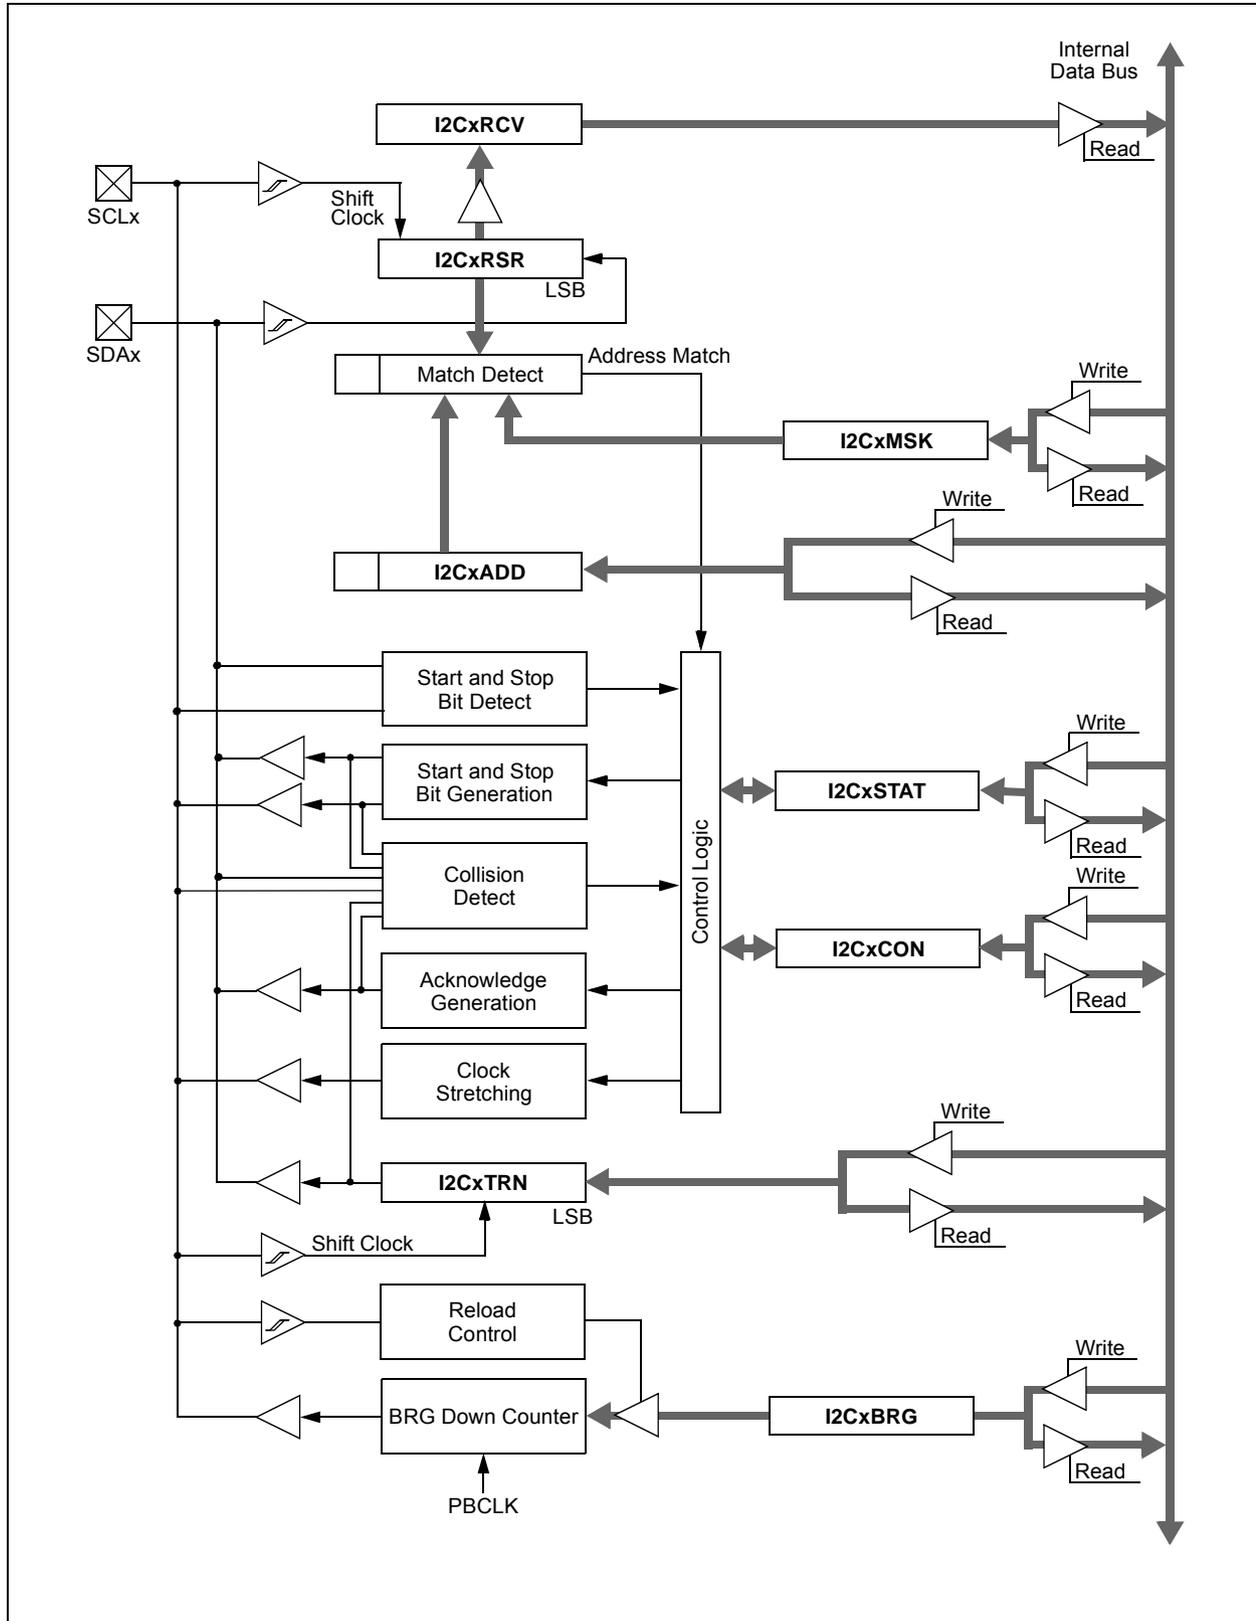 Internal
Data Bus
I2CxRCV
Read
SCLx
Shift
Clock
I2CxRSR
LSB
SDAx
Address Match
Match Detect
Write
I2CxMSK
Read
Write
I2CxADD
Read
Start and Stop
Bit Detect
Write
Start and Stop
Bit Generation
I2CxSTAT
Read
Control Logic
Collision
Detect
Write
I2CxCON
Read
Acknowledge
Generation
Clock
Stretching
Write
I2CxTRN
LSB
Read
Shift Clock
Reload
Control
Write
BRG Down Counter
I2CxBRG
Read
PBCLK